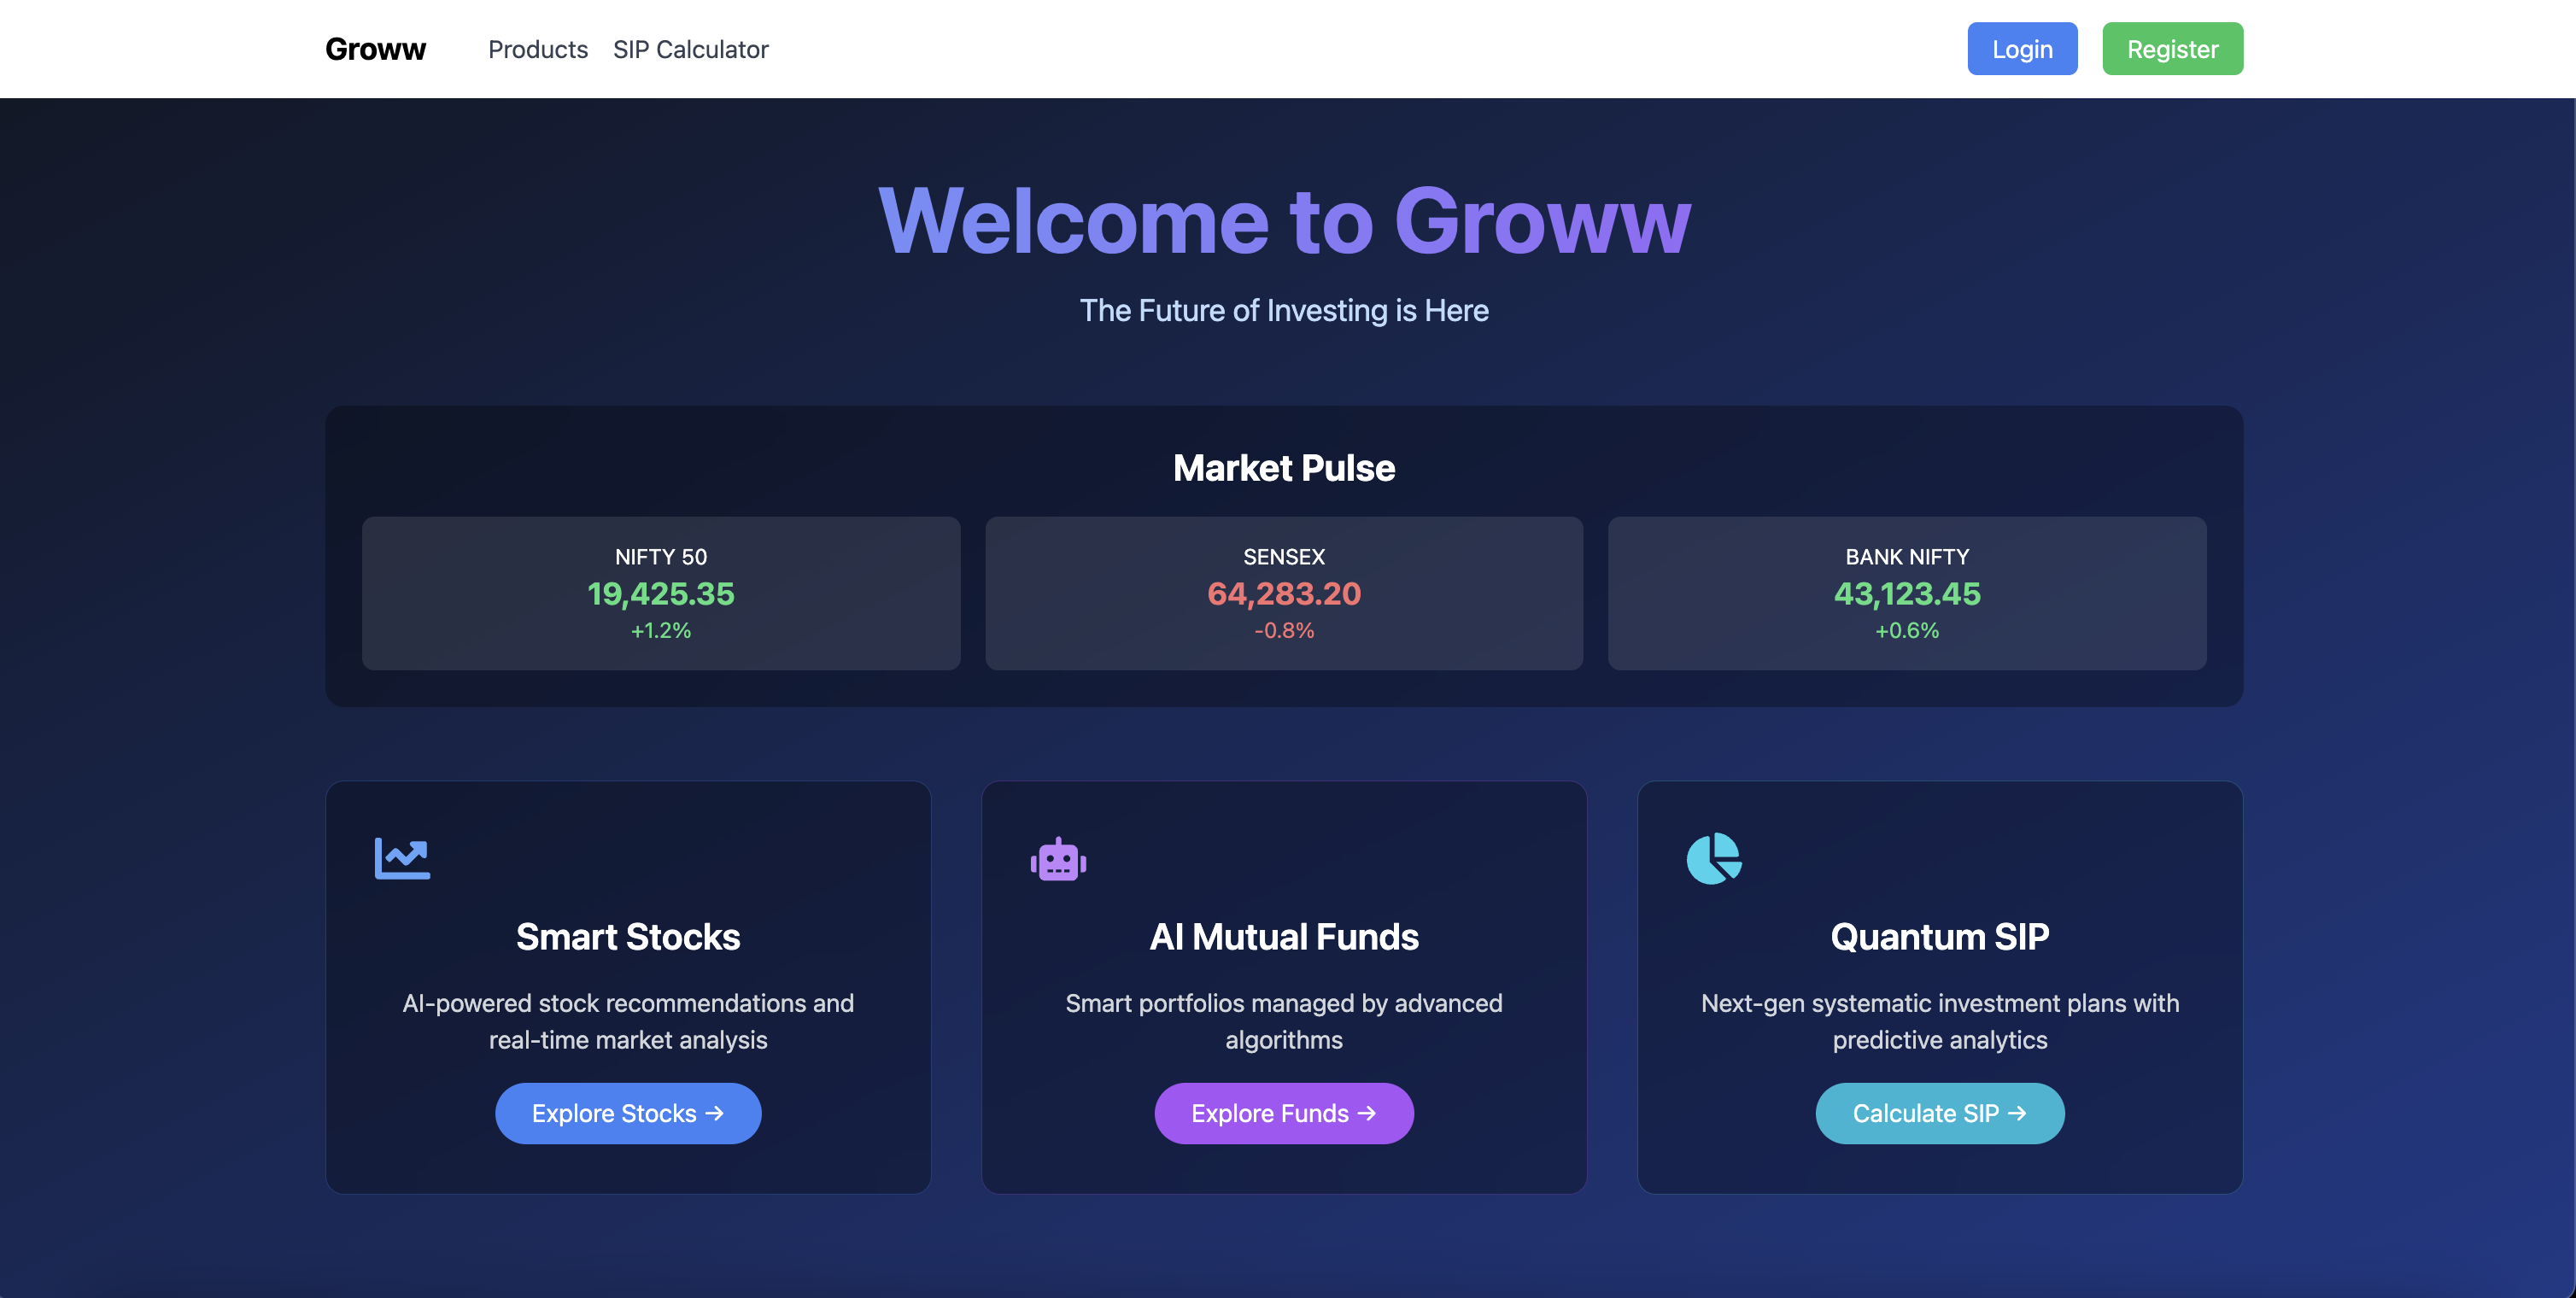 Groww
Products
SIP Calculator
Login
Register
Welcome to Groww
The Future of Investing is Here
Market Pulse
NIFTY 50
19,425.35
+1.2%
SENSEX
64,283.20
-0.8%
BANK NIFTY
43,123.45
+0.6%
Smart Stocks
AI-powered stock recommendations and
real-time market analysis
Explore Stocks →
AI Mutual Funds
Smart portfolios managed by advanced
algorithms
Explore Funds →
Quantum SIP
Next-gen systematic investment plans with
predictive analytics
Calculate SIP →